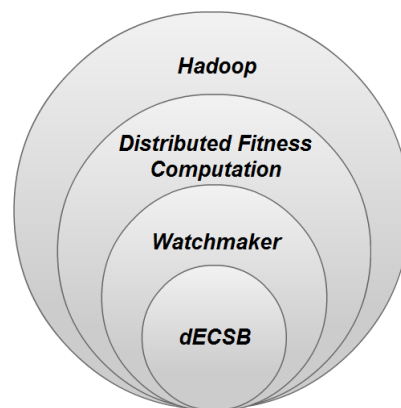 Hadoop
Distributed Fitness
Computation
Watchmaker
dECSB